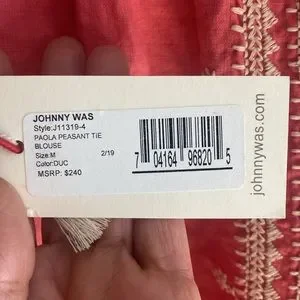 JOHNNY WAS
Style:J11319-4
PAOLA PEASANT TIE
BLOUSE
Size:M 2/19
Color:DUC
MSRP: $240
7 04164 96820 5
johnnywas.com